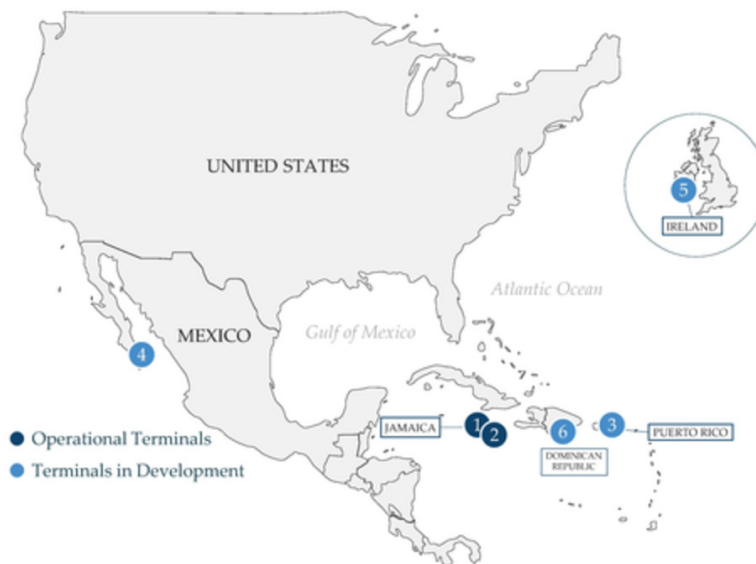 UNITED STATES
5
IRELAND
Atlantic Ocean
Gulf of Mexico
MEXICO
4
JAMAICA
1
2
6
3
PUERTO RICO
DOMINICAN
REPUBLIC
Operational Terminals
Terminals in Development